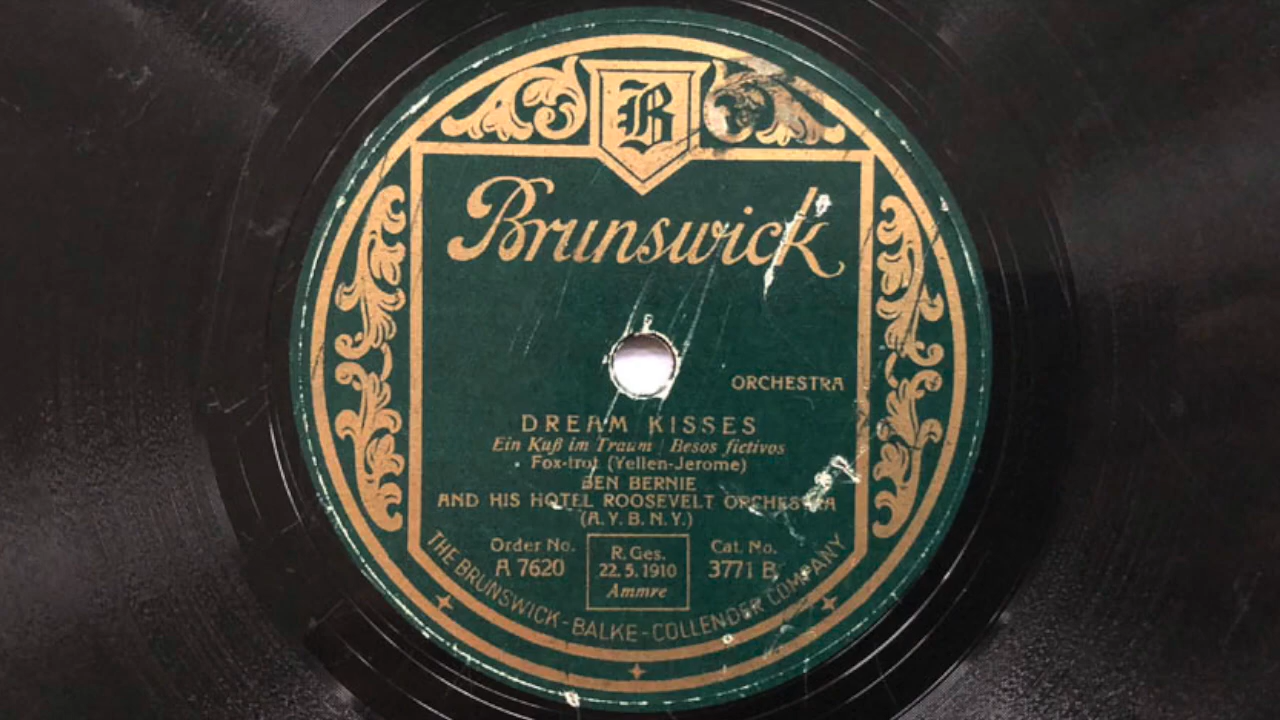 B
Brunswick
ORCHESTRA
DREAM KISSES
Ein Kuß im Traum | Besos fictivos
Fox-trot (Yellen-Jerome)
BEN BERNIE
AND HIS HOTEL ROOSEVELT ORCHESTRA
(A.Y.B.N.Y.)
Order No.
A 7620
R. Ges.
22.5.1910
Ammre
Cat. No.
3771 B
THE BRUNSWICK-BALKE-COLLENDER COMPANY